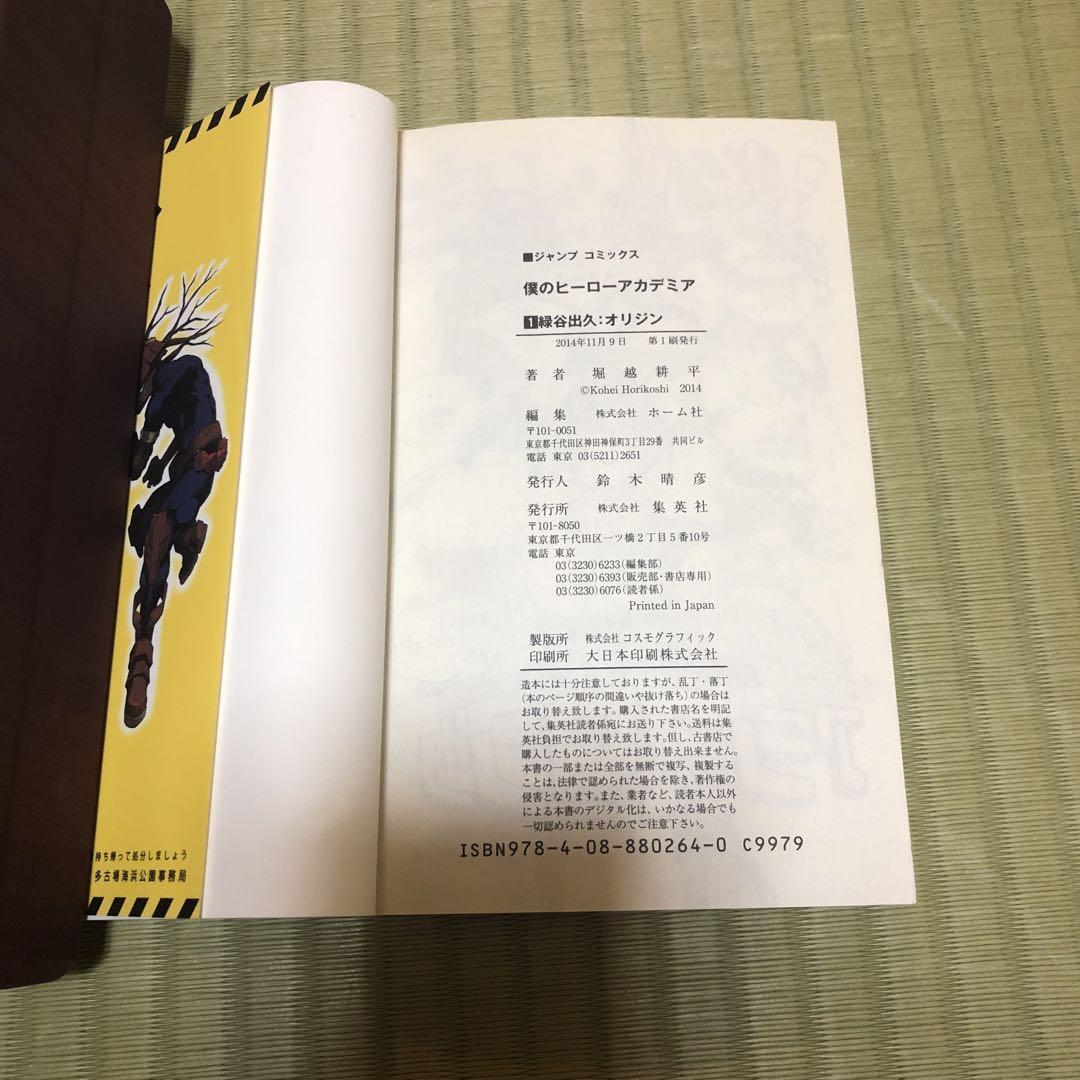 ■ジャンプ コミックス
僕のヒーローアカデミア
1緑谷出久:オリジン
2014年11月9日 第1刷発行
著者 堀越耕平
©Kohei Horikoshi 2014
編集 株式会社 ホーム社
〒101-0051
東京都千代田区神田神保町3丁目29番 共同ビル
電話 東京 03(5211)2651
発行人 鈴木晴彦
発行所 株式会社 集英社
〒101-8050
東京都千代田区一ツ橋2丁目5番10号
電話 東京
03(3230)6233(編集部)
03(3230)6393(販売部・書店専用)
03(3230)6076(読者係)
Printed in Japan
製版所 株式会社 コスモグラフィック
印刷所 大日本印刷株式会社
造本には十分注意しておりますが、乱丁・落丁
(本のページ順序の間違いや抜け落ち)の場合は
お取り替え致します。購入された書店名を明記
して、集英社読者係宛にお送り下さい。送料は集
英社負担でお取り替え致します。但し、古書店で
購入したものについてはお取り替え出来ません。
本書の一部または全部を無断で複写、複製する
ことは、法律で認められた場合を除き、著作権の
侵害となります。また、業者など、読者本人以外
による本書のデジタル化は、いかなる場合でも
一切認められませんのでご注意下さい。
ISBN978-4-08-880264-0 C9979
持ち帰って処分しましょう
多古場海浜公園事務局